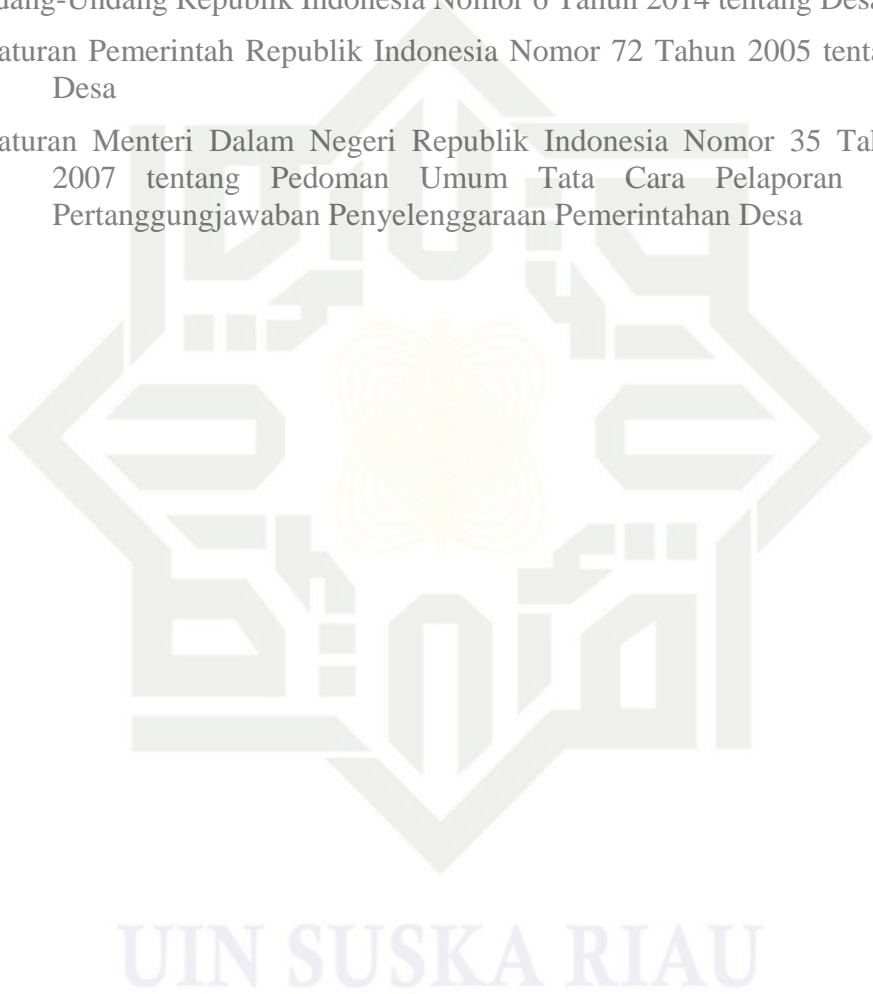 dang-Undang Republik Indonesia Nomor 6 Tahun 2014 tentang Desa
aturan Pemerintah Republik Indonesia Nomor 72 Tahun 2005 tenta
Desa
aturan Menteri Dalam Negeri Republik Indonesia Nomor 35 Tah
2007 tentang Pedoman Umum Tata Cara Pelaporan
Pertanggungjawaban Penyelenggaraan Pemerintahan Desa
UIN SUSKA RIAU